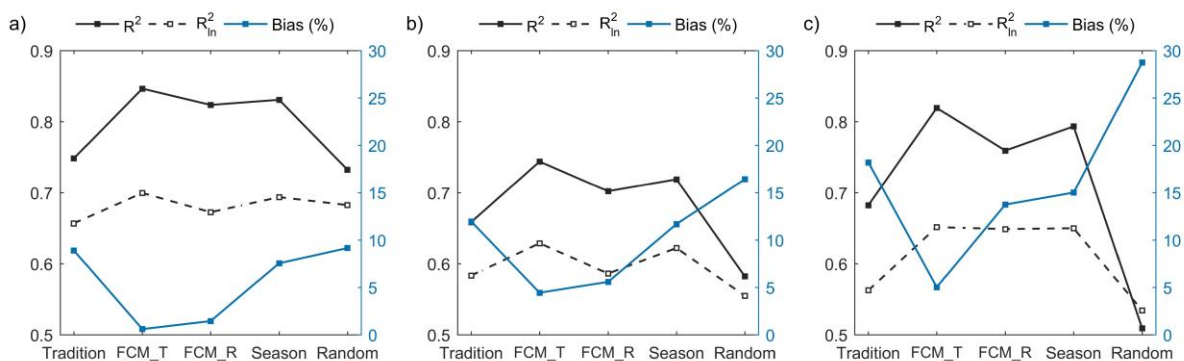 a) R² R²ln Bias (%)
0.9 0.8 0.7 0.6 0.5
30 25 20 15 10 5 0
Tradition FCM_T FCM_R Season Random
b) R² R²ln Bias (%)
0.9 0.8 0.7 0.6 0.5
30 25 20 15 10 5 0
Tradition FCM_T FCM_R Season Random
c) R² R²ln Bias (%)
0.9 0.8 0.7 0.6 0.5
30 25 20 15 10 5 0
Tradition FCM_T FCM_R Season Random